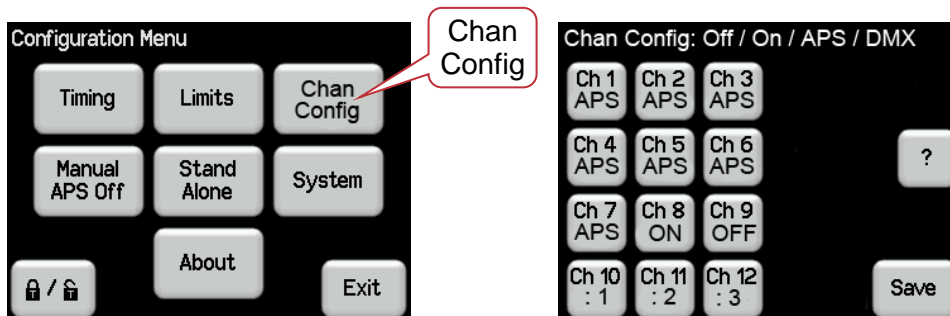 Configuration Menu
Timing
Limits
Chan
Config
Manual
APS Off
Stand
Alone
System
About
/
Exit
Chan
Config
Chan Config: Off / On / APS / DMX
Ch 1
APS
Ch 2
APS
Ch 3
APS
Ch 4
APS
Ch 5
APS
Ch 6
APS
?
Ch 7
APS
Ch 8
ON
Ch 9
OFF
Ch 10
: 1
Ch 11
: 2
Ch 12
: 3
Save